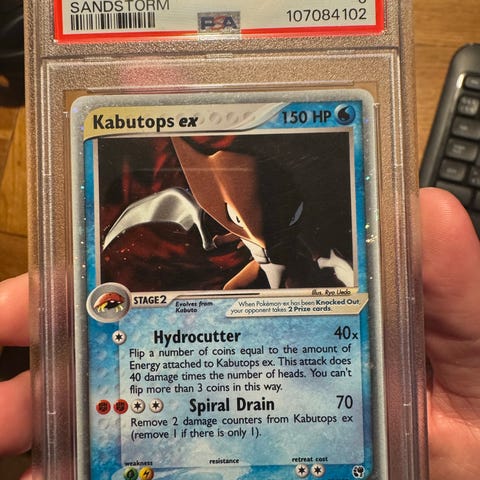 SANDSTORM
PSA
107084102
Kabutops ex 150 HP
Illus. Ryo Ueda
STAGE 2
Evolves from
Kabuto
When Pokémon-ex has been Knocked Out,
your opponent takes 2 Prize cards.
Hydrocutter 40x
Flip a number of coins equal to the amount of
Energy attached to Kabutops ex. This attack does
40 damage times the number of heads. You can't
flip more than 3 coins in this way.
Spiral Drain 70
Remove 2 damage counters from Kabutops ex
(remove 1 if there is only 1).
weakness resistance retreat cost